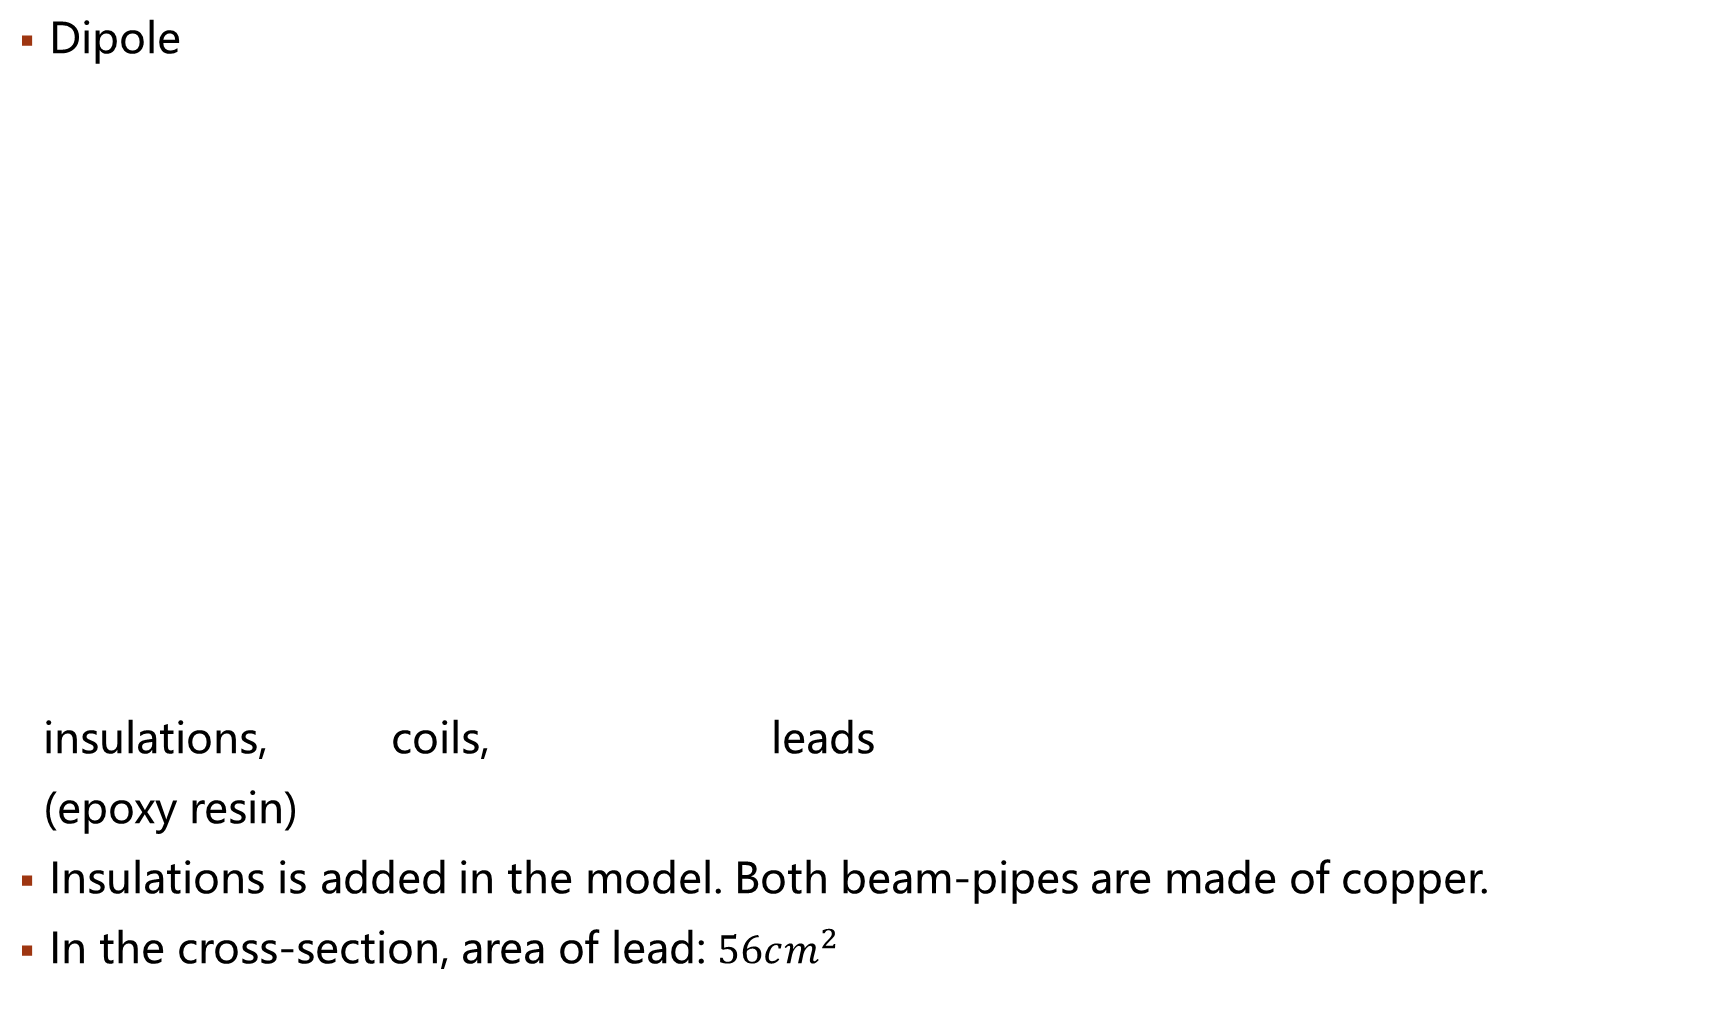 ▪ Dipole
insulations, coils, leads
(epoxy resin)
▪ Insulations is added in the model. Both beam-pipes are made of copper.
▪ In the cross-section, area of lead: 56cm²